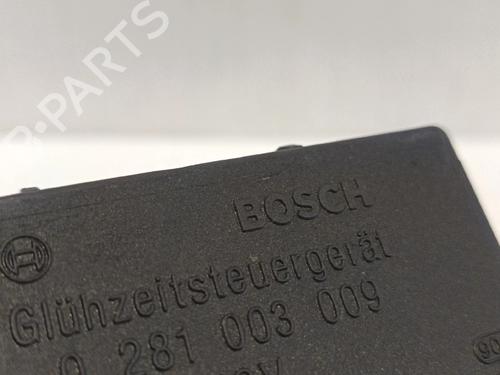 B-PARTS
BOSCH
Glühzeitsteuergerät
0 281 003 009